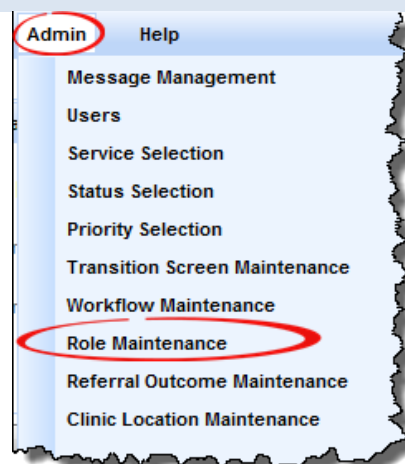 Admin Help
Message Management
Users
Service Selection
Status Selection
Priority Selection
Transition Screen Maintenance
Workflow Maintenance
Role Maintenance
Referral Outcome Maintenance
Clinic Location Maintenance